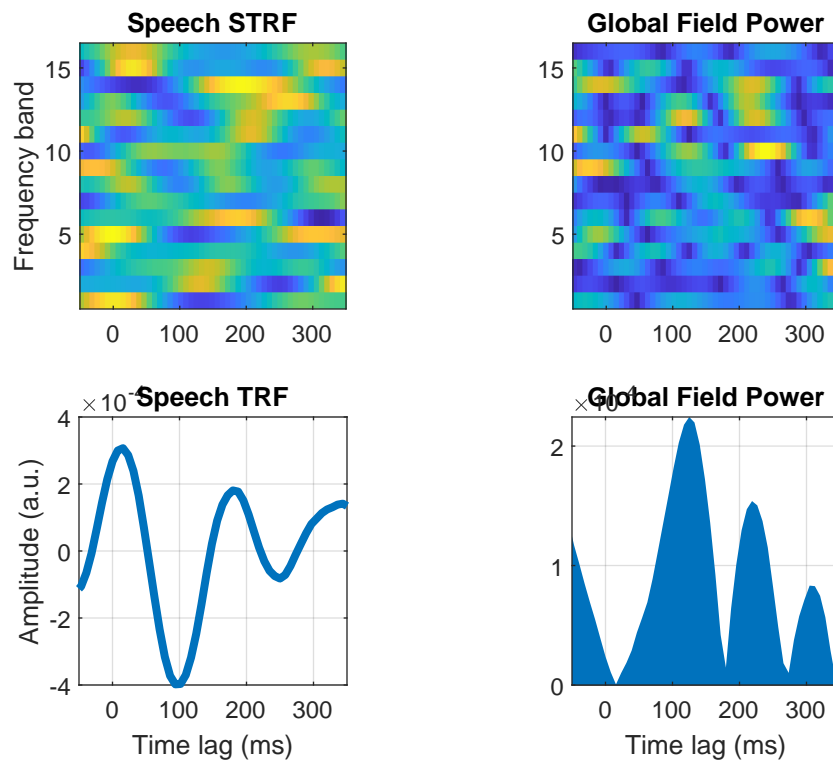 Speech STRF
Global Field Power
Frequency band
15
10
5
0 100 200 300
15
10
5
0 100 200 300
× 10⁻⁴
Speech TRF
Global Field Power
Amplitude (a.u.)
4
2
0
-2
-4
0 100 200 300
Time lag (ms)
2
1
0
0 100 200 300
Time lag (ms)